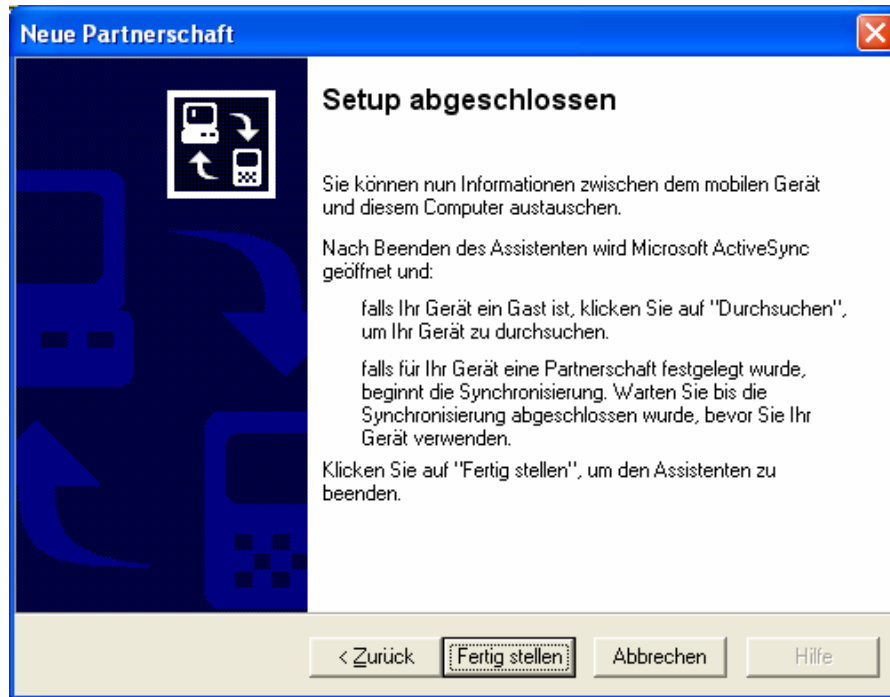 Neue Partnerschaft
Setup abgeschlossen
Sie können nun Informationen zwischen dem mobilen Gerät
und diesem Computer austauschen.
Nach Beenden des Assistenten wird Microsoft ActiveSync
geöffnet und:
falls Ihr Gerät ein Gast ist, klicken Sie auf "Durchsuchen",
um Ihr Gerät zu durchsuchen.
falls für Ihr Gerät eine Partnerschaft festgelegt wurde,
beginnt die Synchronisierung. Warten Sie bis die
Synchronisierung abgeschlossen wurde, bevor Sie Ihr
Gerät verwenden.
Klicken Sie auf "Fertig stellen", um den Assistenten zu
beenden.
< Zurück Fertig stellen Abbrechen Hilfe